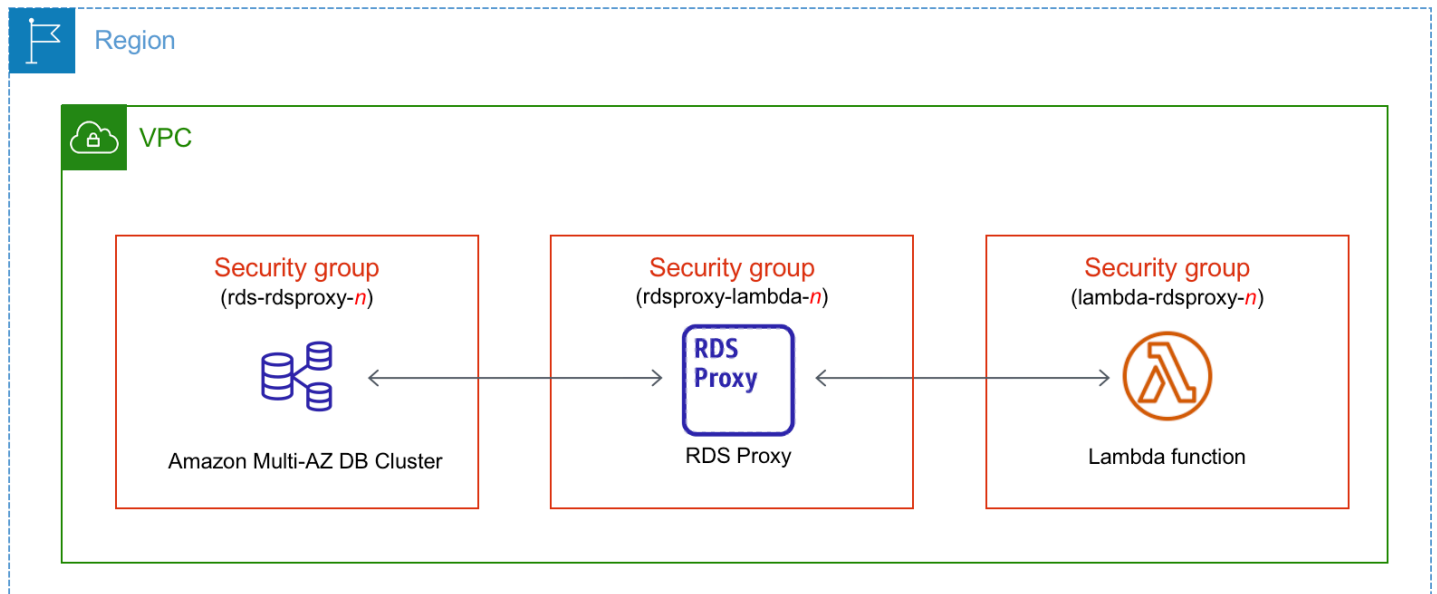 Region
VPC
Security group
(rds-rdsproxy-n)
Amazon Multi-AZ DB Cluster
Security group
(rdsproxy-lambda-n)
RDS
Proxy
RDS Proxy
Security group
(lambda-rdsproxy-n)
Lambda function